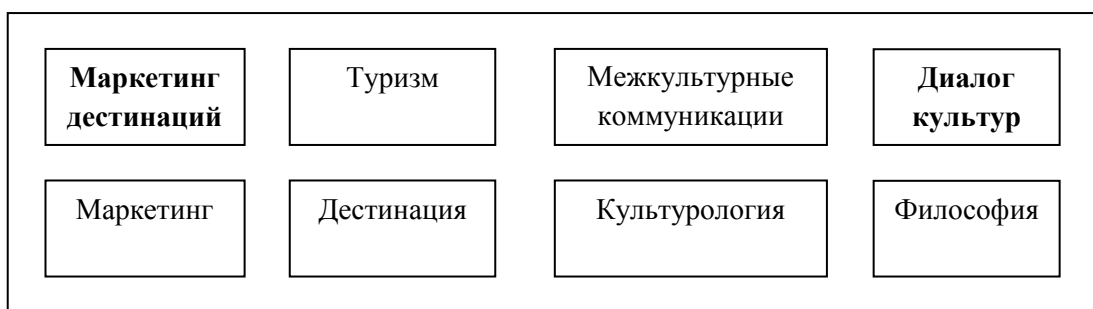 Маркетинг
дестинаций
Туризм
Межкультурные
коммуникации
Диалог
культур
Маркетинг
Дестинация
Культурология
Философия